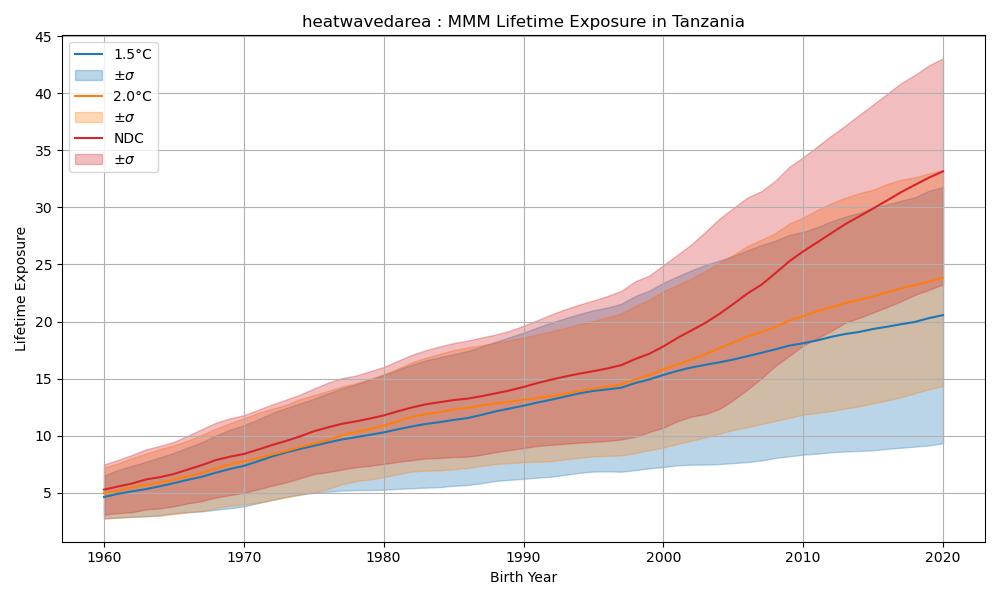 heatwavedarea : MMM Lifetime Exposure in Tanzania
45
40
35
30
25
20
15
10
5
Lifetime Exposure
1.5°C
±σ
2.0°C
±σ
NDC
±σ
1960 1970 1980 1990 2000 2010 2020
Birth Year